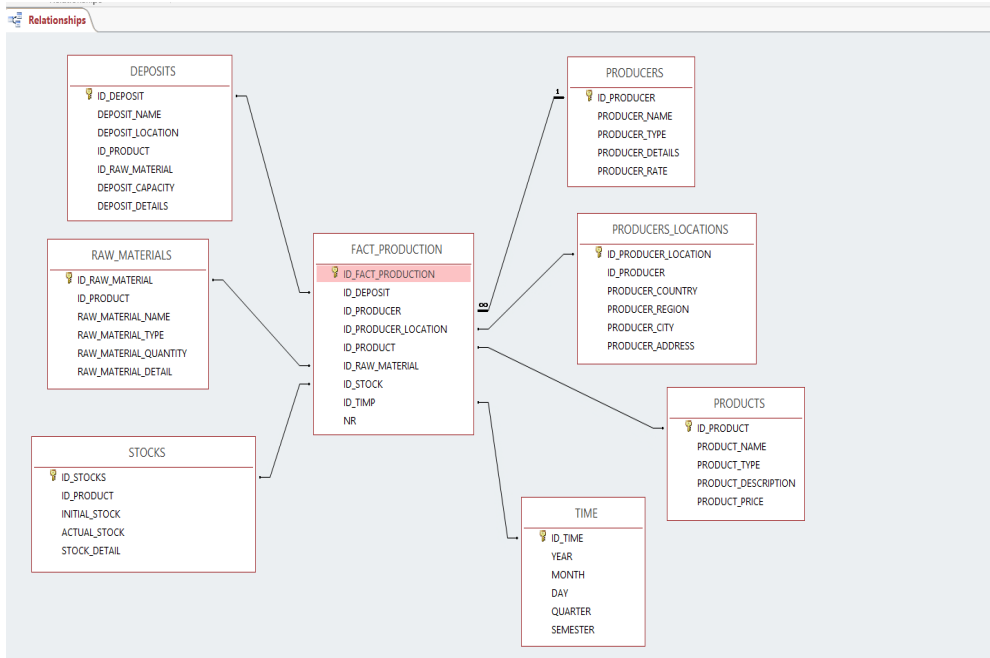 Relationships
DEPOSITS
ID_DEPOSIT
DEPOSIT_NAME
DEPOSIT_LOCATION
ID_PRODUCT
ID_RAW_MATERIAL
DEPOSIT_CAPACITY
DEPOSIT_DETAILS
RAW_MATERIALS
ID_RAW_MATERIAL
ID_PRODUCT
RAW_MATERIAL_NAME
RAW_MATERIAL_TYPE
RAW_MATERIAL_QUANTITY
RAW_MATERIAL_DETAIL
STOCKS
ID_STOCKS
ID_PRODUCT
INITIAL_STOCK
ACTUAL_STOCK
STOCK_DETAIL
FACT_PRODUCTION
ID_FACT_PRODUCTION
ID_DEPOSIT
ID_PRODUCER
ID_PRODUCER_LOCATION
ID_PRODUCT
ID_RAW_MATERIAL
ID_STOCK
ID_TIMP
NR
1
∞
PRODUCERS
ID_PRODUCER
PRODUCER_NAME
PRODUCER_TYPE
PRODUCER_DETAILS
PRODUCER_RATE
PRODUCERS_LOCATIONS
ID_PRODUCER_LOCATION
ID_PRODUCER
PRODUCER_COUNTRY
PRODUCER_REGION
PRODUCER_CITY
PRODUCER_ADDRESS
PRODUCTS
ID_PRODUCT
PRODUCT_NAME
PRODUCT_TYPE
PRODUCT_DESCRIPTION
PRODUCT_PRICE
TIME
ID_TIME
YEAR
MONTH
DAY
QUARTER
SEMESTER